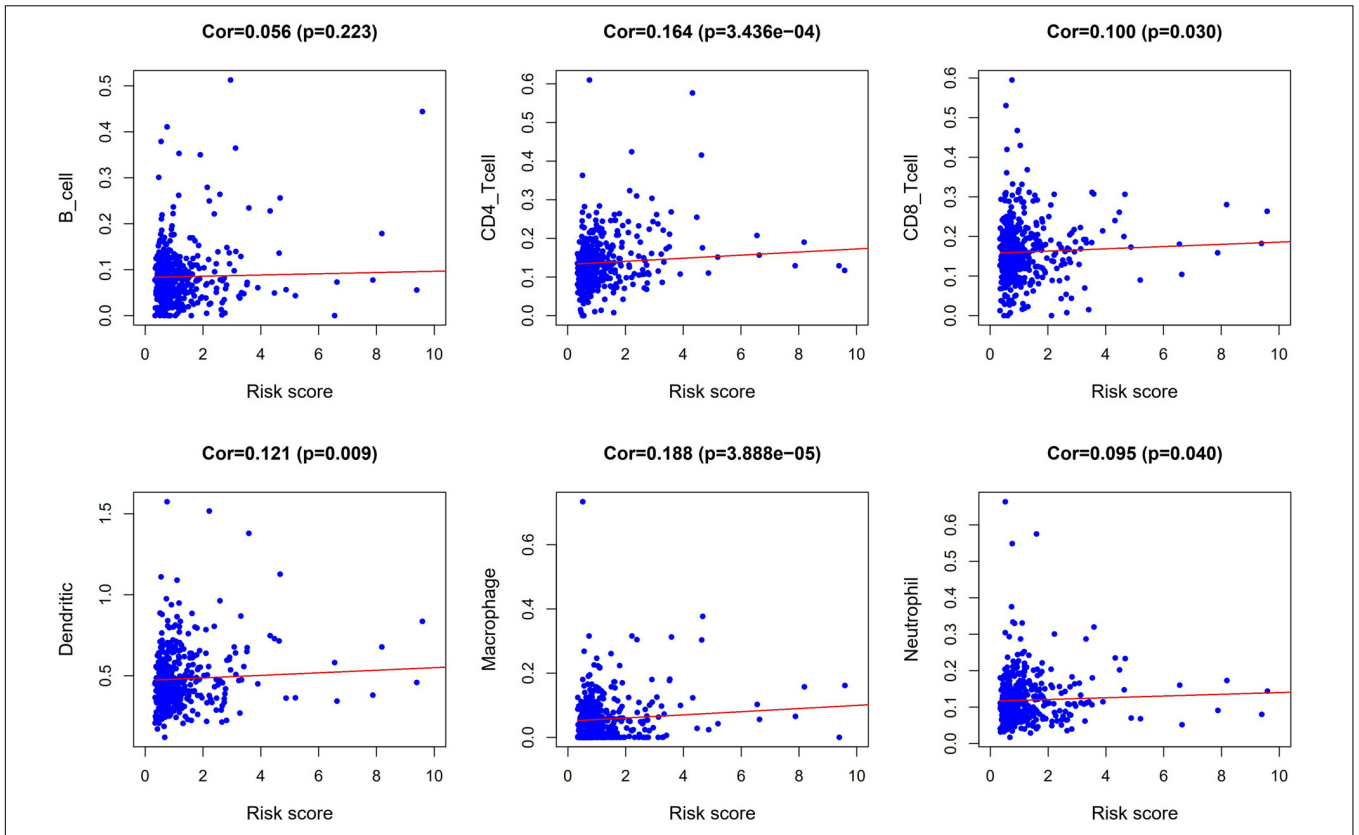 Cor=0.056 (p=0.223)
B_cell
0.0 0.1 0.2 0.3 0.4 0.5
0 2 4 6 8 10
Risk score
Cor=0.164 (p=3.436e−04)
CD4_Tcell
0.0 0.1 0.2 0.3 0.4 0.5 0.6
0 2 4 6 8 10
Risk score
Cor=0.100 (p=0.030)
CD8_Tcell
0.0 0.1 0.2 0.3 0.4 0.5 0.6
0 2 4 6 8 10
Risk score
Cor=0.121 (p=0.009)
Dendritic
0.5 1.0 1.5
0 2 4 6 8 10
Risk score
Cor=0.188 (p=3.888e−05)
Macrophage
0.0 0.2 0.4 0.6
0 2 4 6 8 10
Risk score
Cor=0.095 (p=0.040)
Neutrophil
0.0 0.1 0.2 0.3 0.4 0.5 0.6
0 2 4 6 8 10
Risk score